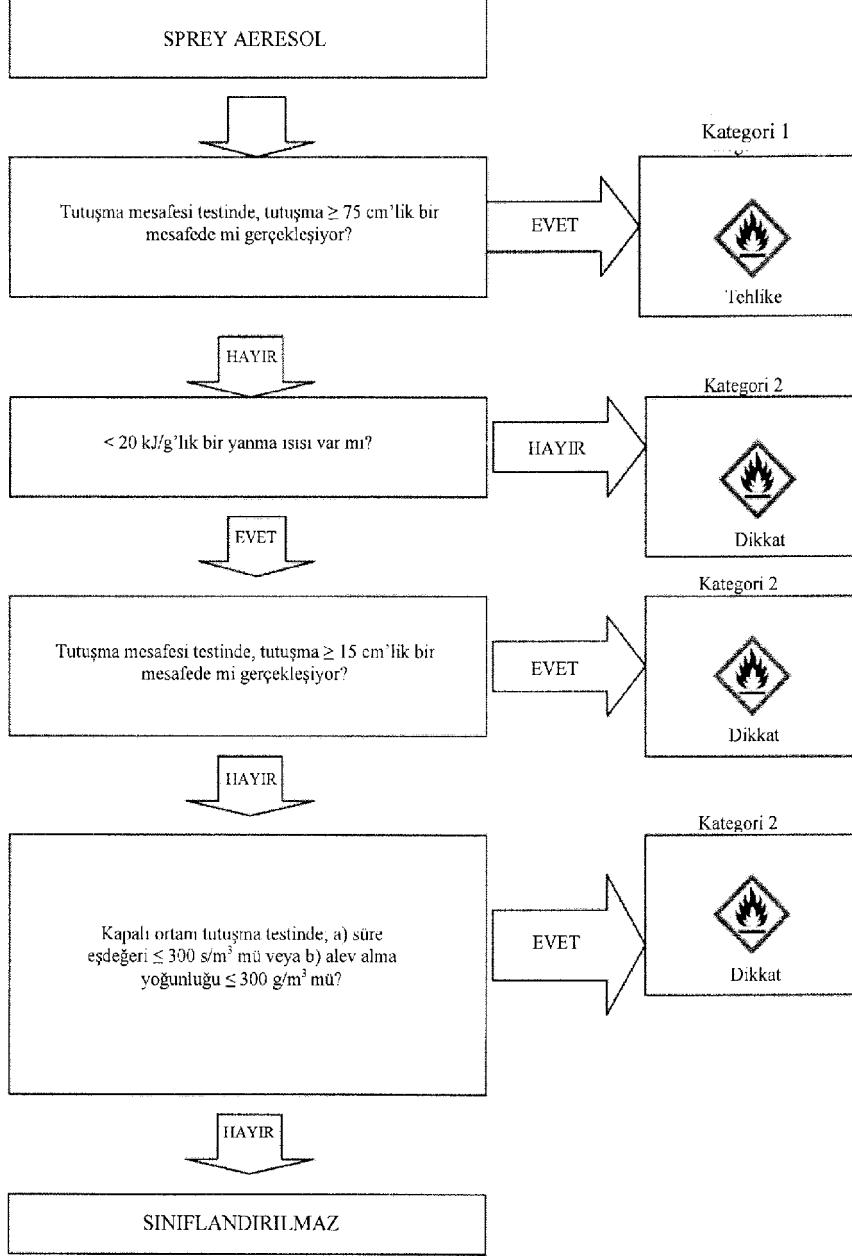 SPREY AERESOL
Kategori 1
Tutuşma mesafesi testinde, tutuşma ≥ 75 cm'lik bir
mesafede mi gerçekleşiyor?
EVET
Tehlike
HAYIR
Kategori 2
< 20 kJ/g'lık bir yanma ısısı var mı?
HAYIR
Dikkat
EVET
Kategori 2
Tutuşma mesafesi testinde, tutuşma ≥ 15 cm'lik bir
mesafede mi gerçekleşiyor?
EVET
Dikkat
HAYIR
Kategori 2
Kapalı ortam tutuşma testinde, a) süre
eşdeğeri ≤ 300 s/m³ mü veya b) alev alma
yoğunluğu ≤ 300 g/m³ mü?
EVET
Dikkat
HAYIR
SINIFLANDIRILMAZ